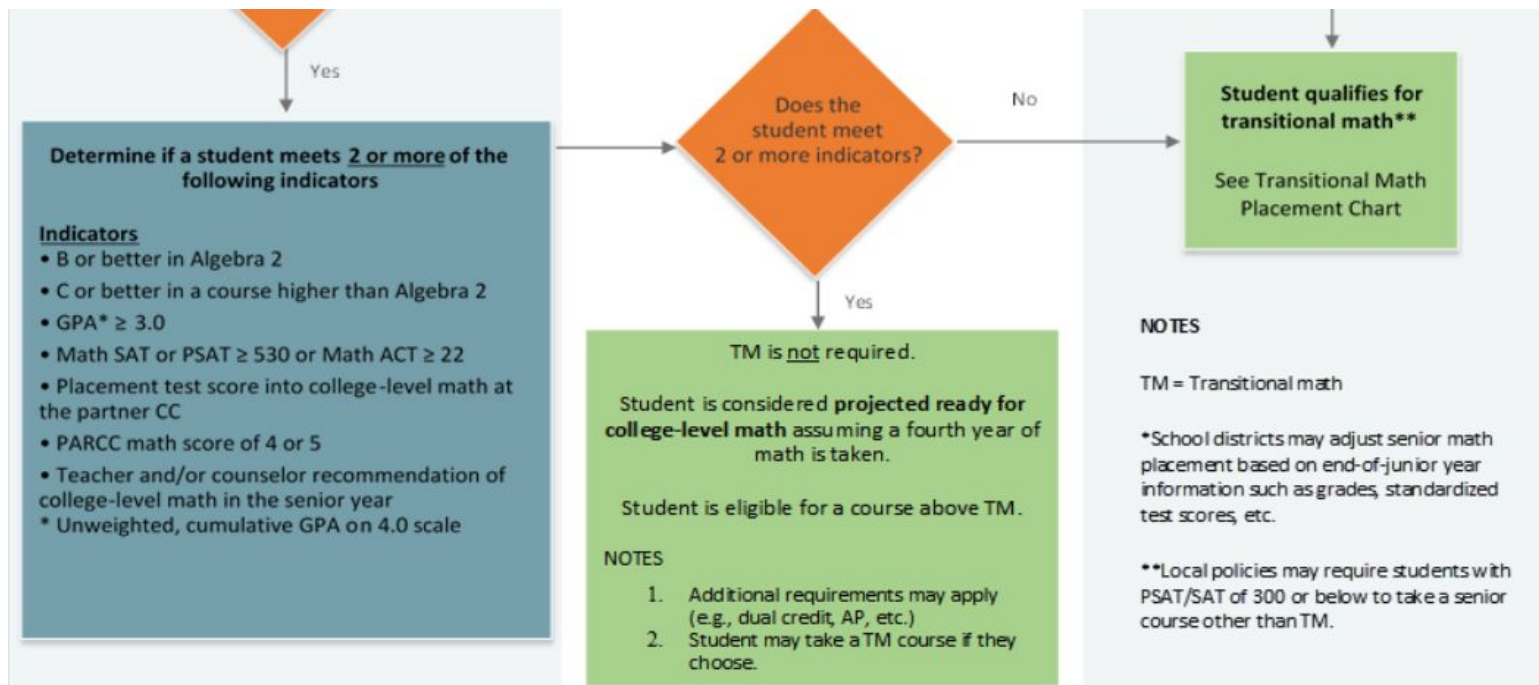 Yes
Determine if a student meets 2 or more of the
following indicators
Indicators
• B or better in Algebra 2
• C or better in a course higher than Algebra 2
• GPA* ≥ 3.0
• Math SAT or PSAT ≥ 530 or Math ACT ≥ 22
• Placement test score into college-level math at
the partner CC
• PARCC math score of 4 or 5
• Teacher and/or counselor recommendation of
college-level math in the senior year
* Unweighted, cumulative GPA on 4.0 scale
Does the
student meet
2 or more indicators?
No
Yes
TM is not required.
Student is considered projected ready for
college-level math assuming a fourth year of
math is taken.
Student is eligible for a course above TM.
NOTES
1. Additional requirements may apply
(e.g., dual credit, AP, etc.)
2. Student may take a TM course if they
choose.
Student qualifies for
transitional math**
See Transitional Math
Placement Chart
NOTES
TM = Transitional math
*School districts may adjust senior math
placement based on end-of-junior year
information such as grades, standardized
test scores, etc.
**Local policies may require students with
PSAT/SAT of 300 or below to take a senior
course other than TM.